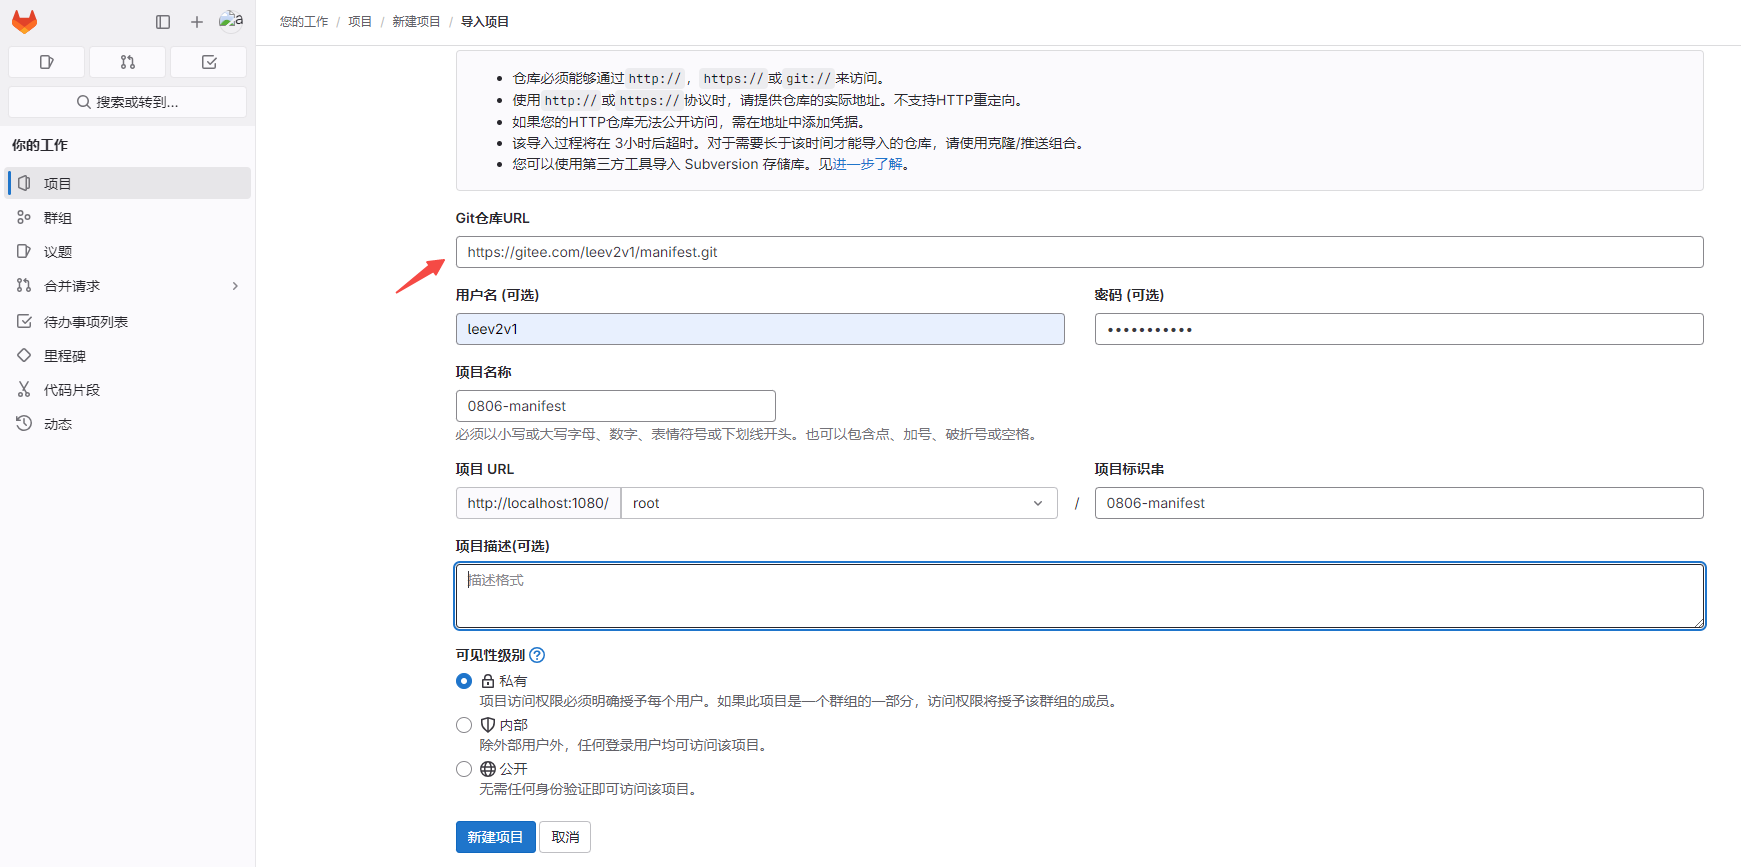 a
您的工作 / 项目 / 新建项目 / 导入项目
搜索或转到...
你的工作
项目
群组
议题
合并请求
待办事项列表
里程碑
代码片段
动态
仓库必须能够通过 http:// ，https:// 或 git:// 来访问。
使用 http:// 或 https:// 协议时，请提供仓库的实际地址。不支持HTTP重定向。
如果您的HTTP仓库无法公开访问，需在地址中添加凭据。
该导入过程将在 3小时后超时。对于需要长于该时间才能导入的仓库，请使用克隆/推送组合。
您可以使用第三方工具导入 Subversion 存储库。见进一步了解。
Git仓库URL
https://gitee.com/leev2v1/manifest.git
用户名 (可选)
密码 (可选)
leev2v1
•••••••••••
项目名称
0806-manifest
必须以小写或大写字母、数字、表情符号或下划线开头。也可以包含点、加号、破折号或空格。
项目 URL
项目标识串
http://localhost:1080/ root / 0806-manifest
项目描述(可选)
描述格式
可见性级别
私有
项目访问权限必须明确授予每个用户。如果此项目是一个群组的一部分，访问权限将授予该群组的成员。
内部
除外部用户外，任何登录用户均可访问该项目。
公开
无需任何身份验证即可访问该项目。
新建项目 取消